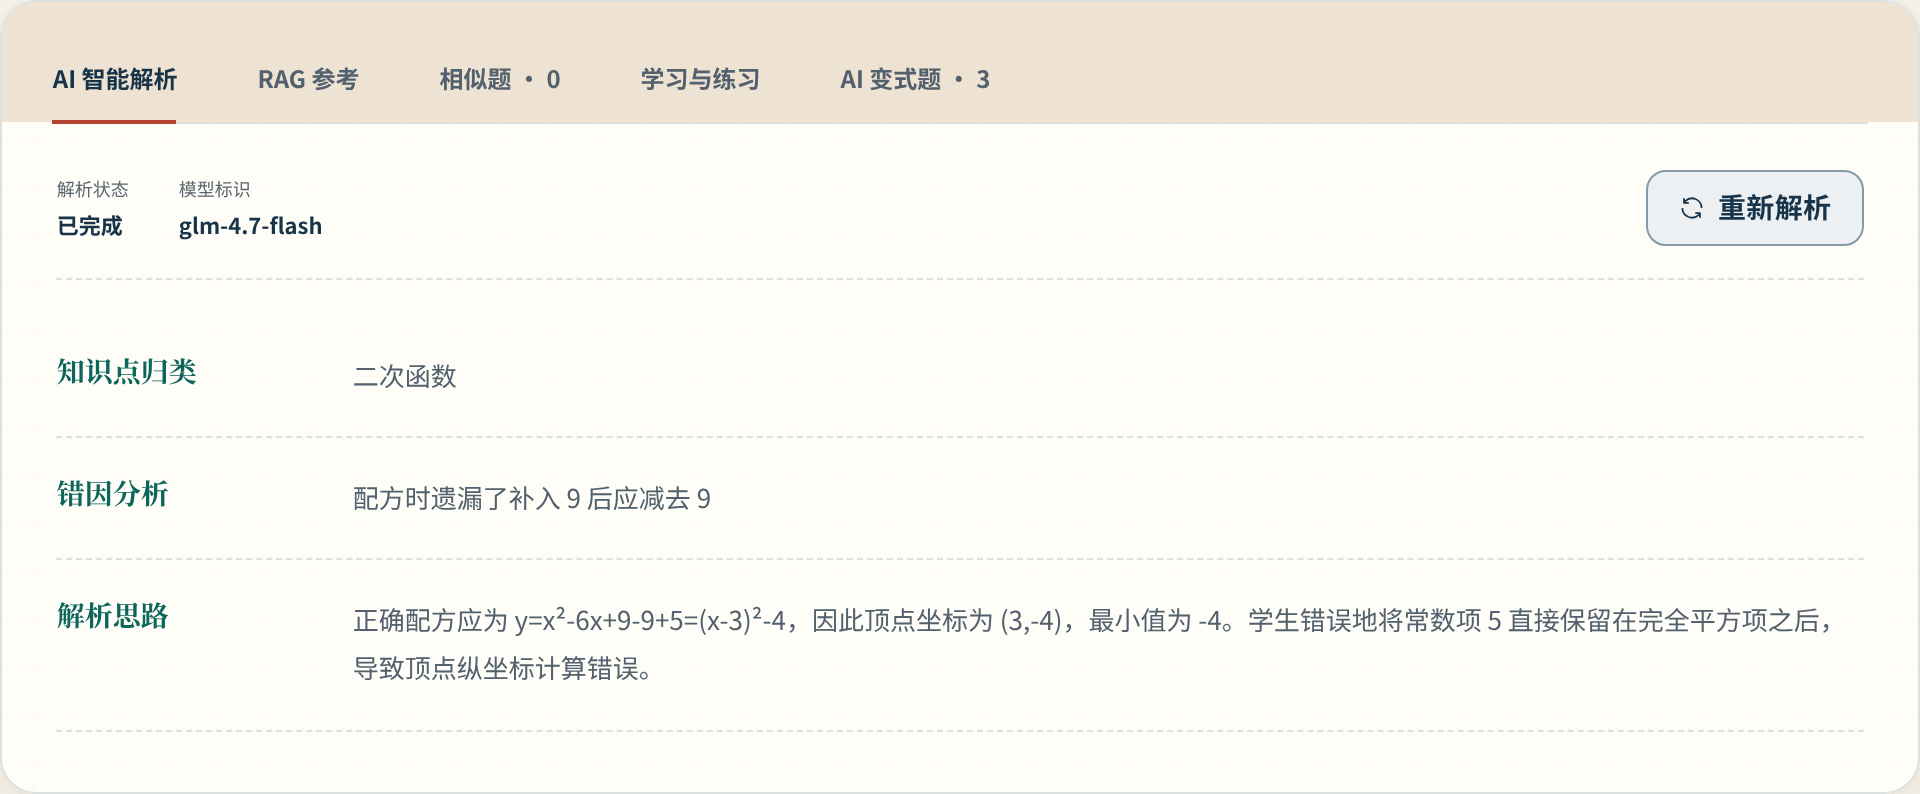 AI 智能解析 RAG 参考 相似题 · 0 学习与练习 AI 变式题 · 3
解析状态 模型标识
已完成 glm-4.7-flash
重新解析
知识点归类 二次函数
错因分析 配方时遗漏了补入 9 后应减去 9
解析思路 正确配方应为 y=x²-6x+9-9+5=(x-3)²-4，因此顶点坐标为 (3,-4)，最小值为 -4。学生错误地将常数项 5 直接保留在完全平方项之后，
导致顶点纵坐标计算错误。